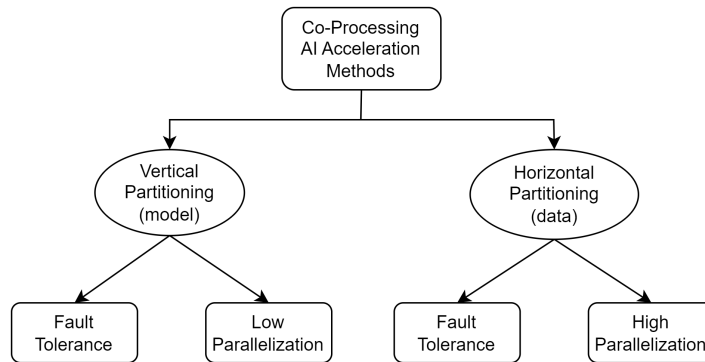 Co-Processing
AI Acceleration
Methods
Vertical
Partitioning
(model)
Horizontal
Partitioning
(data)
Fault
Tolerance
Low
Parallelization
Fault
Tolerance
High
Parallelization